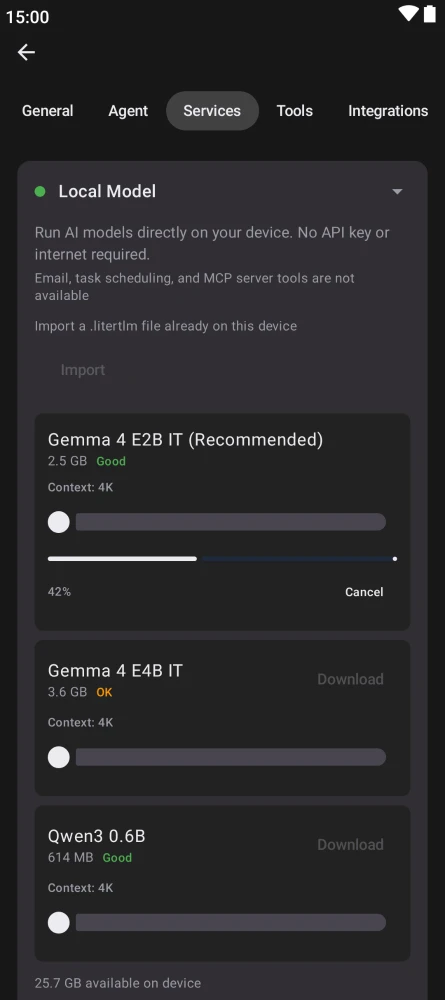 15:00
General Agent Services Tools Integrations
Local Model
Run AI models directly on your device. No API key or
internet required.
Email, task scheduling, and MCP server tools are not
available
Import a .litertlm file already on this device
Import
Gemma 4 E2B IT (Recommended)
2.5 GB Good
Context: 4K
42% Cancel
Gemma 4 E4B IT
Download
3.6 GB OK
Context: 4K
Qwen3 0.6B
Download
614 MB Good
Context: 4K
25.7 GB available on device